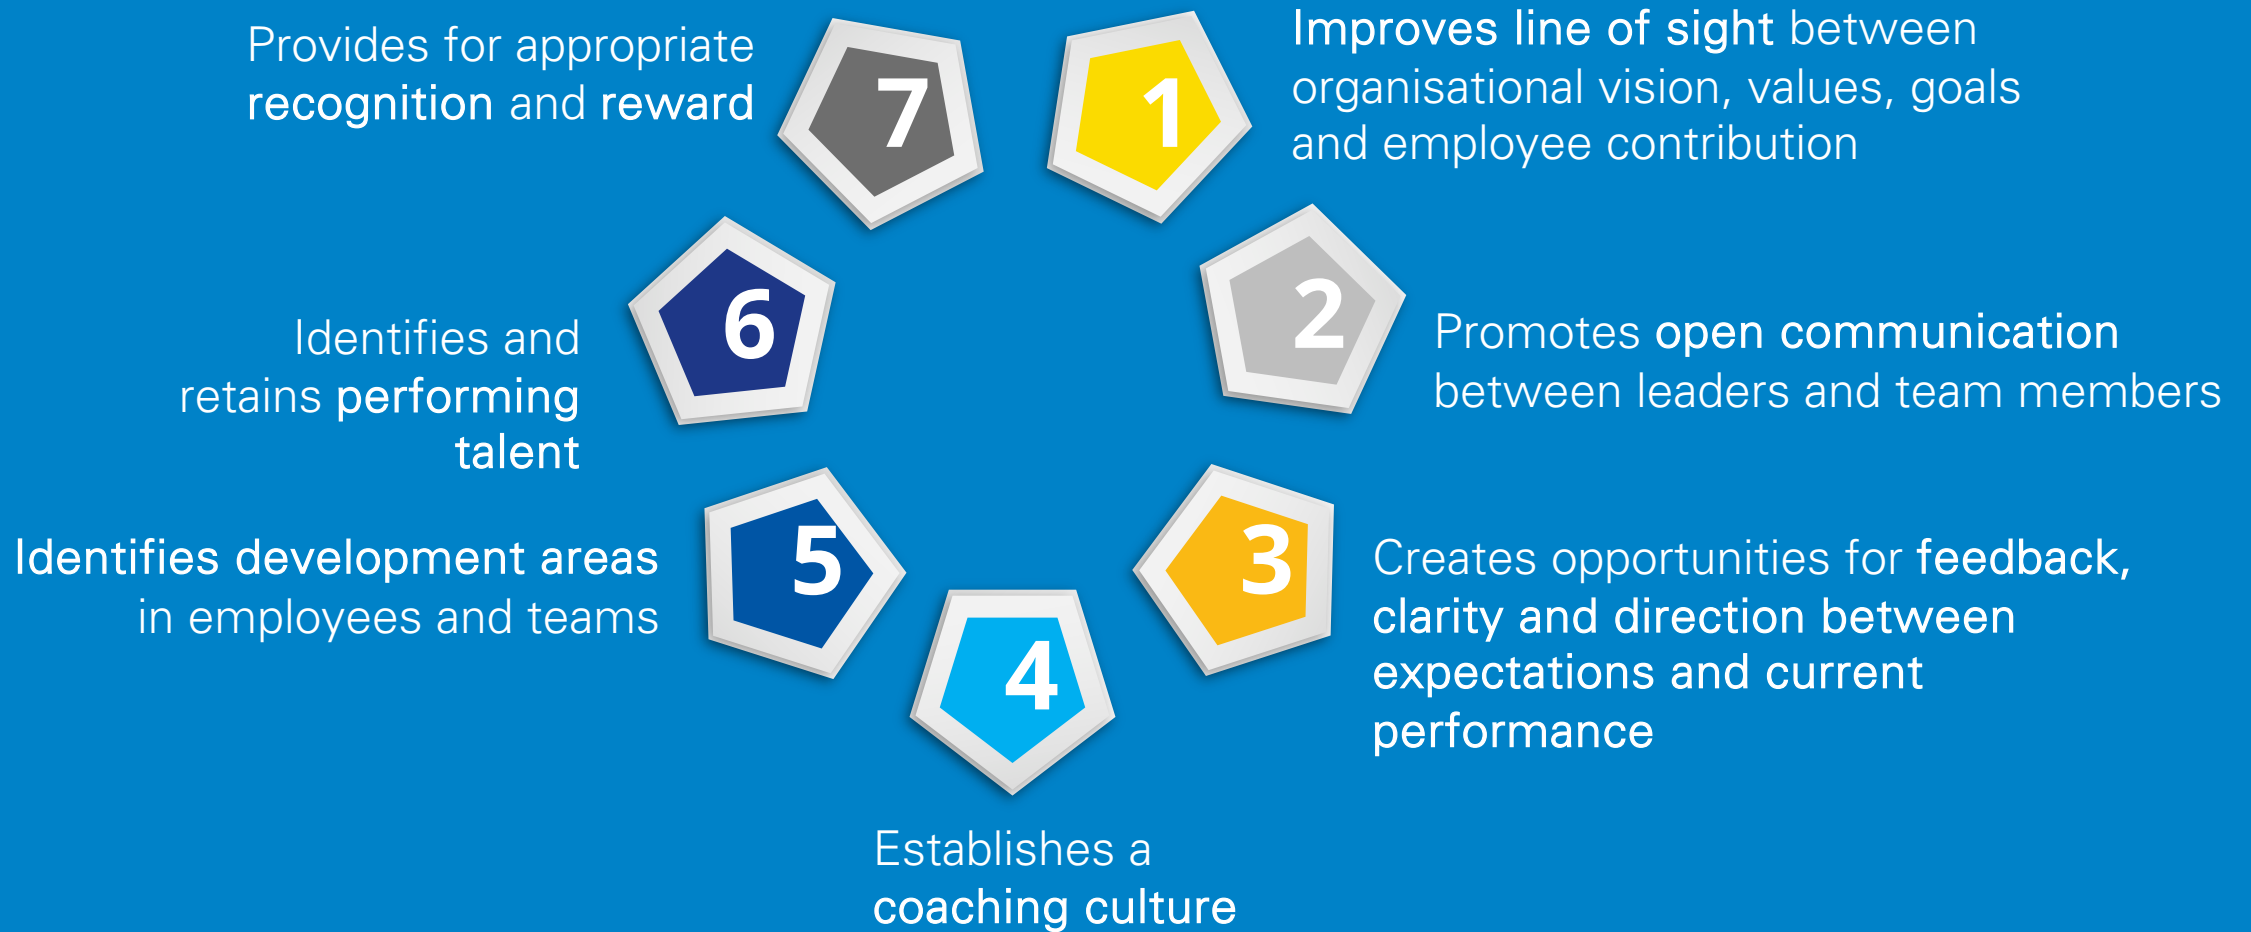 1
Improves line of sight between
organisational vision, values, goals
and employee contribution
2
Promotes open communication
between leaders and team members
3
Creates opportunities for feedback,
clarity and direction between
expectations and current
performance
4
Establishes a
coaching culture
5
Identifies development areas
in employees and teams
6
Identifies and
retains performing
talent
7
Provides for appropriate
recognition and reward